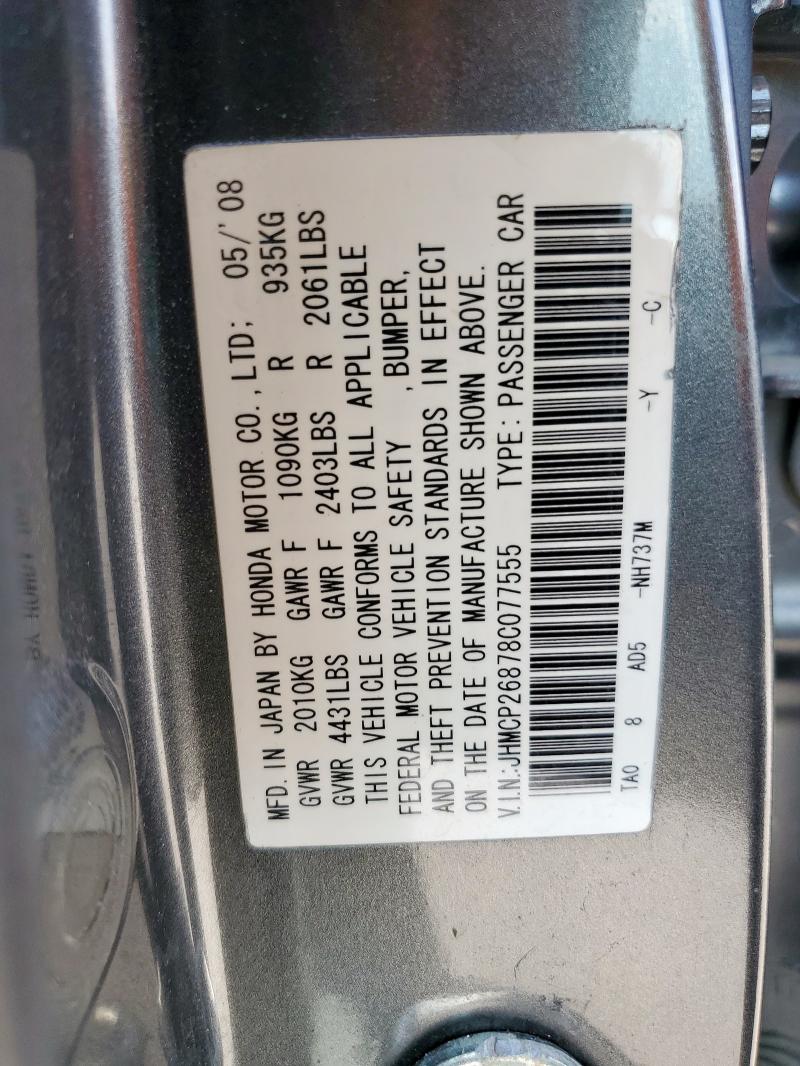 MFD. IN JAPAN BY HONDA MOTOR CO., LTD; 05/'08
GVWR 2010KG GAWR F 1090KG R 935KG
GVWR 4431LBS GAWR F 2403LBS R 2061LBS
THIS VEHICLE CONFORMS TO ALL APPLICABLE
FEDERAL MOTOR VEHICLE SAFETY , BUMPER,
AND THEFT PREVENTION STANDARDS IN EFFECT
ON THE DATE OF MANUFACTURE SHOWN ABOVE.
V.I.N.:JHMCP26878C077555 TYPE: PASSENGER CAR
TA0 8 AD5 -NH737M -Y -C